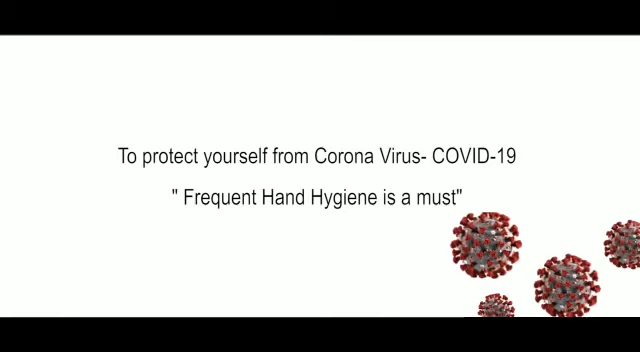 To protect yourself from Corona Virus- COVID-19
" Frequent Hand Hygiene is a must"